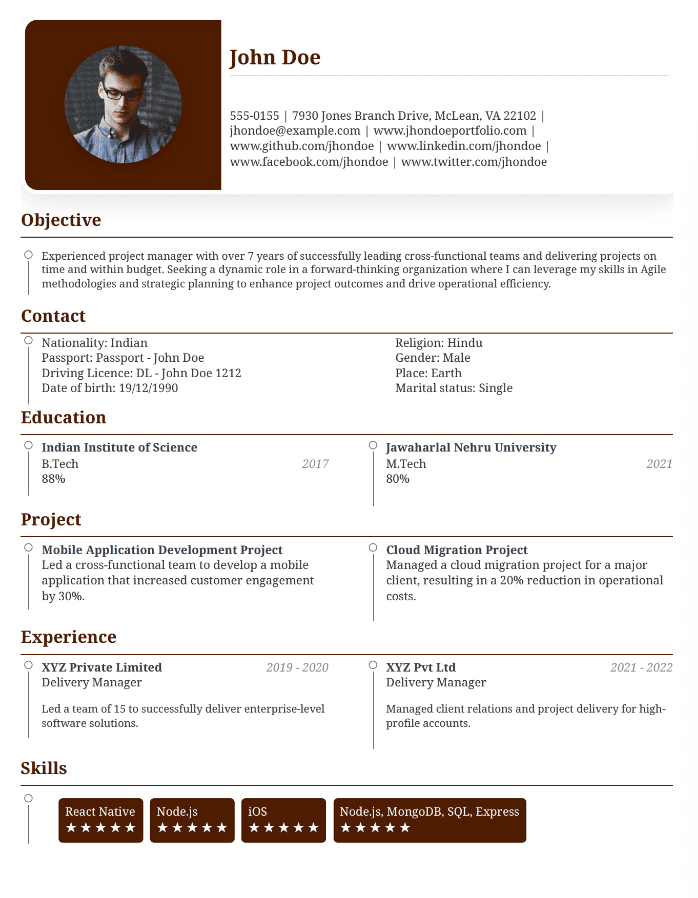 John Doe
555-0155 | 7930 Jones Branch Drive, McLean, VA 22102 |
jhondoe@example.com | www.jhondoeportfolio.com |
www.github.com/jhondoe | www.linkedin.com/jhondoe |
www.facebook.com/jhondoe | www.twitter.com/jhondoe
Objective
Experienced project manager with over 7 years of successfully leading cross-functional teams and delivering projects on
time and within budget. Seeking a dynamic role in a forward-thinking organization where I can leverage my skills in Agile
methodologies and strategic planning to enhance project outcomes and drive operational efficiency.
Contact
Nationality: Indian
Passport: Passport - John Doe
Driving Licence: DL - John Doe 1212
Date of birth: 19/12/1990
Religion: Hindu
Gender: Male
Place: Earth
Marital status: Single
Education
Indian Institute of Science
B.Tech 2017
88%
Jawaharlal Nehru University
M.Tech 2021
80%
Project
Mobile Application Development Project
Led a cross-functional team to develop a mobile
application that increased customer engagement
by 30%.
Cloud Migration Project
Managed a cloud migration project for a major
client, resulting in a 20% reduction in operational
costs.
Experience
XYZ Private Limited 2019 - 2020
Delivery Manager
Led a team of 15 to successfully deliver enterprise-level
software solutions.
XYZ Pvt Ltd 2021 - 2022
Delivery Manager
Managed client relations and project delivery for high-
profile accounts.
Skills
React Native
★★★★★
Node.js
★★★★★
iOS
★★★★★
Node.js, MongoDB, SQL, Express
★★★★★